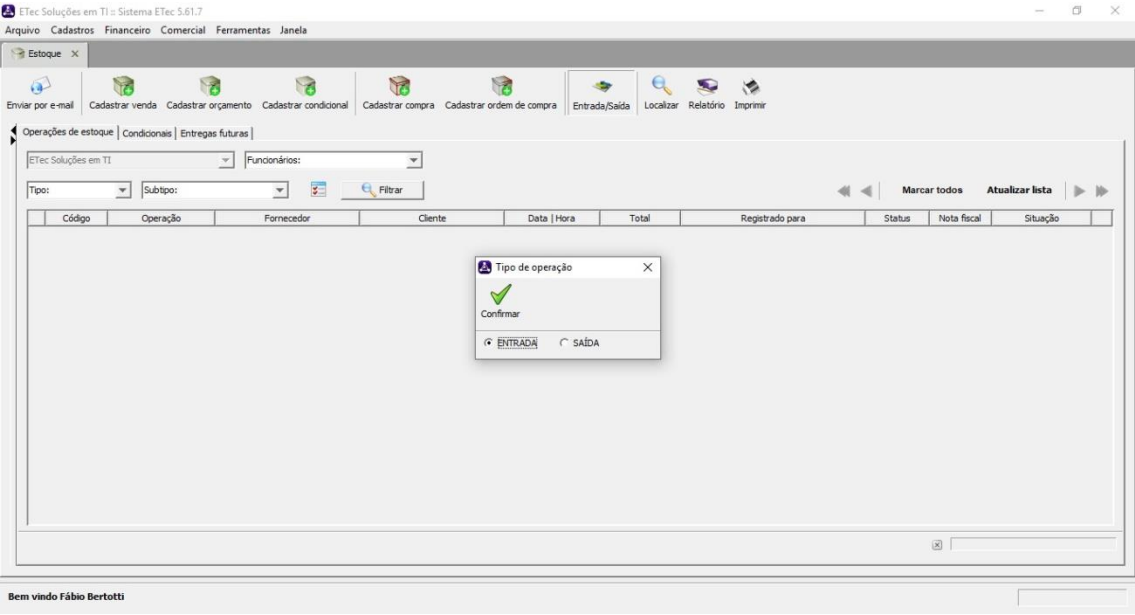 ETec Soluções em TI :: Sistema ETec 5.61.7
Arquivo Cadastros Financeiro Comercial Ferramentas Janela
Estoque X
Enviar por e-mail Cadastrar venda Cadastrar orçamento Cadastrar condicional Cadastrar compra Cadastrar ordem de compra Entrada/Saída Localizar Relatório Imprimir
Operações de estoque Condicionais Entregas futuras
ETec Soluções em TI Funcionários:
Tipo: Subtipo: Filtrar Marcar todos Atualizar lista
Código Operação Fornecedor Cliente Data | Hora Total Registrado para Status Nota fiscal Situação
Tipo de operação
Confirmar
ENTRADA SAÍDA
Bem vindo Fábio Bertotti